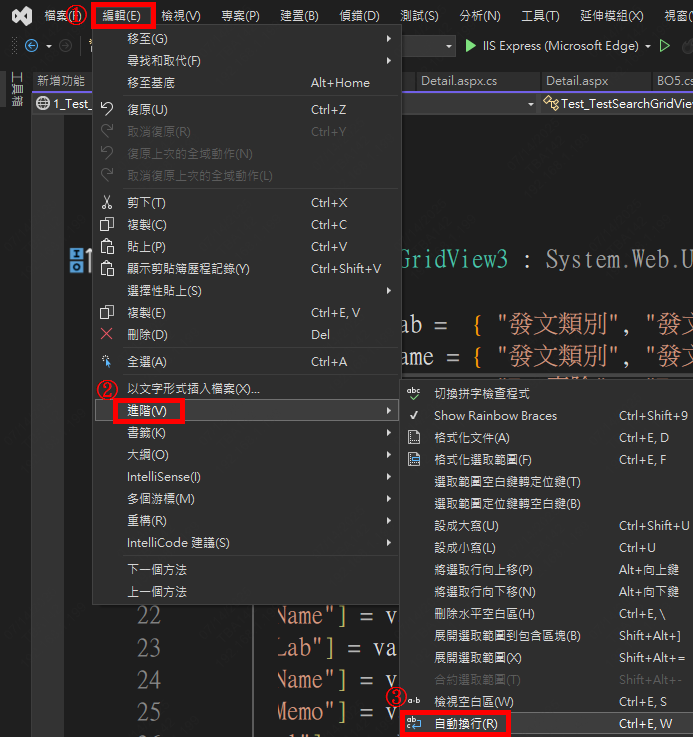 ① 檔案(F) 編輯(E) 檢視(V) 專案(P) 建置(B) 偵錯(D) 測試(S) 分析(N) 工具(T) 延伸模組(X) 視窗
IIS Express (Microsoft Edge)
工具箱
新增功能 Detail.aspx.cs Detail.aspx BO5.cs
1_Test_ Test_TestSearchGridView
移至(G)
尋找和取代(F)
移至基底 Alt+Home
復原(U) Ctrl+Z
取消復原(R) Ctrl+Y
復原上次的全域動作(N)
取消復原上次的全域動作(L)
剪下(T) Ctrl+X
複製(C) Ctrl+C
貼上(P) Ctrl+V
顯示剪貼簿歷程記錄(Y) Ctrl+Shift+V
選擇性貼上(S)
複製(E) Ctrl+E, V
刪除(D) Del
全選(A) Ctrl+A
以文字形式插入檔案(X)...
② 進階(V)
書籤(K)
大綱(O)
IntelliSense(I)
多個游標(M)
重構(R)
IntelliCode 建議(S)
下一個方法
上一個方法
GridView3 : System.Web.U
ab = { "發文類別", "發
ame = { "發文類別", "發
切換拼字檢查程式
Show Rainbow Braces Ctrl+Shift+9
格式化文件(A) Ctrl+E, D
格式化選取範圍(F) Ctrl+E, F
選取範圍空白鍵轉定位鍵(T)
選取範圍定位鍵轉空白鍵(B)
設成大寫(U) Ctrl+Shift+U
設成小寫(L) Ctrl+U
將選取行向上移(P) Alt+向上鍵
將選取行向下移(N) Alt+向下鍵
刪除水平空白區(H) Ctrl+E, \
展開選取範圍到包含區塊(B) Shift+Alt+]
展開選取範圍(X) Shift+Alt+=
合約選取範圍(T) Shift+Alt+-
檢視空白區(W) Ctrl+E, S
③ 自動換行(R) Ctrl+E, W
22 Name"] = v
23 Lab"] = va
24 Name"] = v
25 Memo"] = v